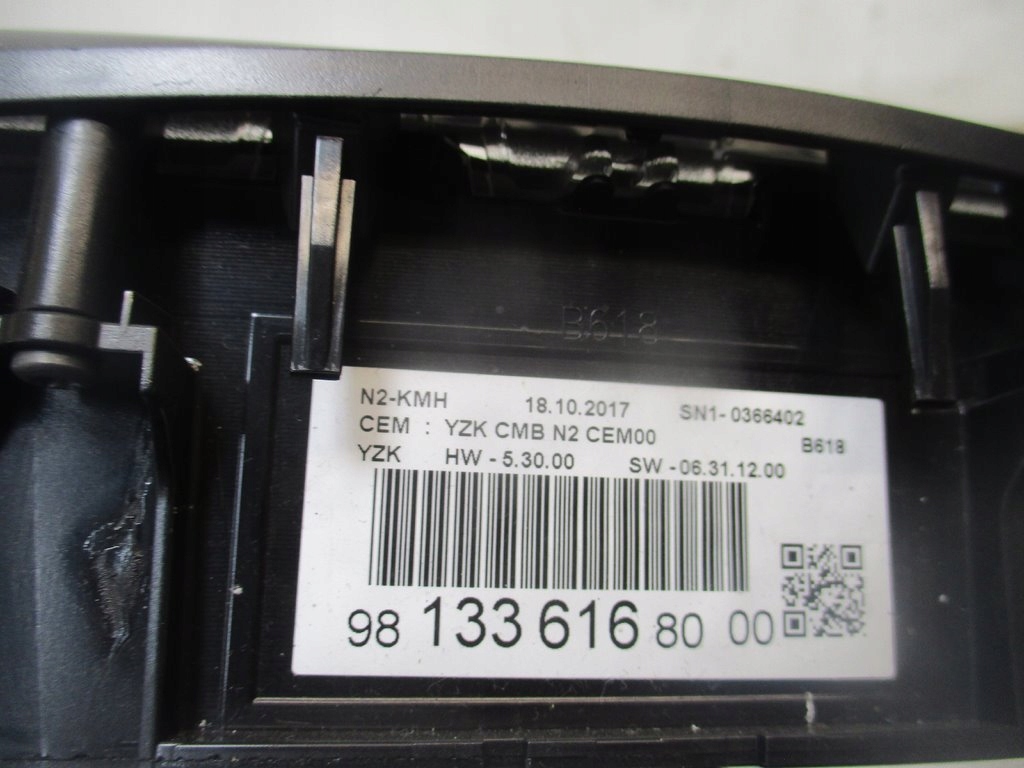 B618
N2-KMH 18.10.2017 SN1- 0366402
CEM : YZK CMB N2 CEM00 B618
YZK HW - 5.30.00 SW - 06.31.12.00
98 133 616 80 00